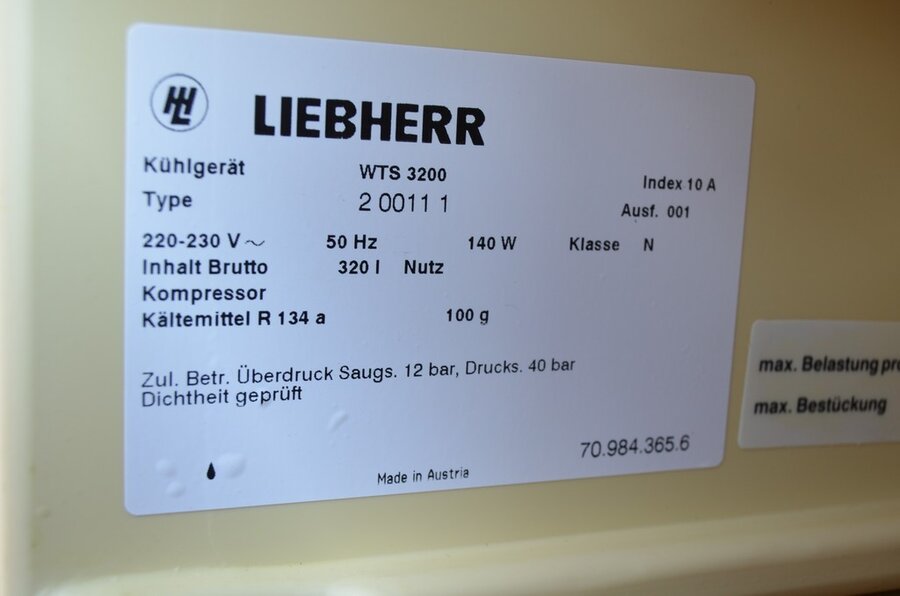 LIEBHERR
Kühlgerät WTS 3200 Index 10 A
Type 2 0011 1 Ausf. 001
220-230 V ~ 50 Hz 140 W Klasse N
Inhalt Brutto 320 l Nutz
Kompressor
Kältemittel R 134 a 100 g
Zul. Betr. Überdruck Saugs. 12 bar, Drucks. 40 bar
Dichtheit geprüft
70.984.365.6
Made in Austria
max. Belastung
max. Bestückung